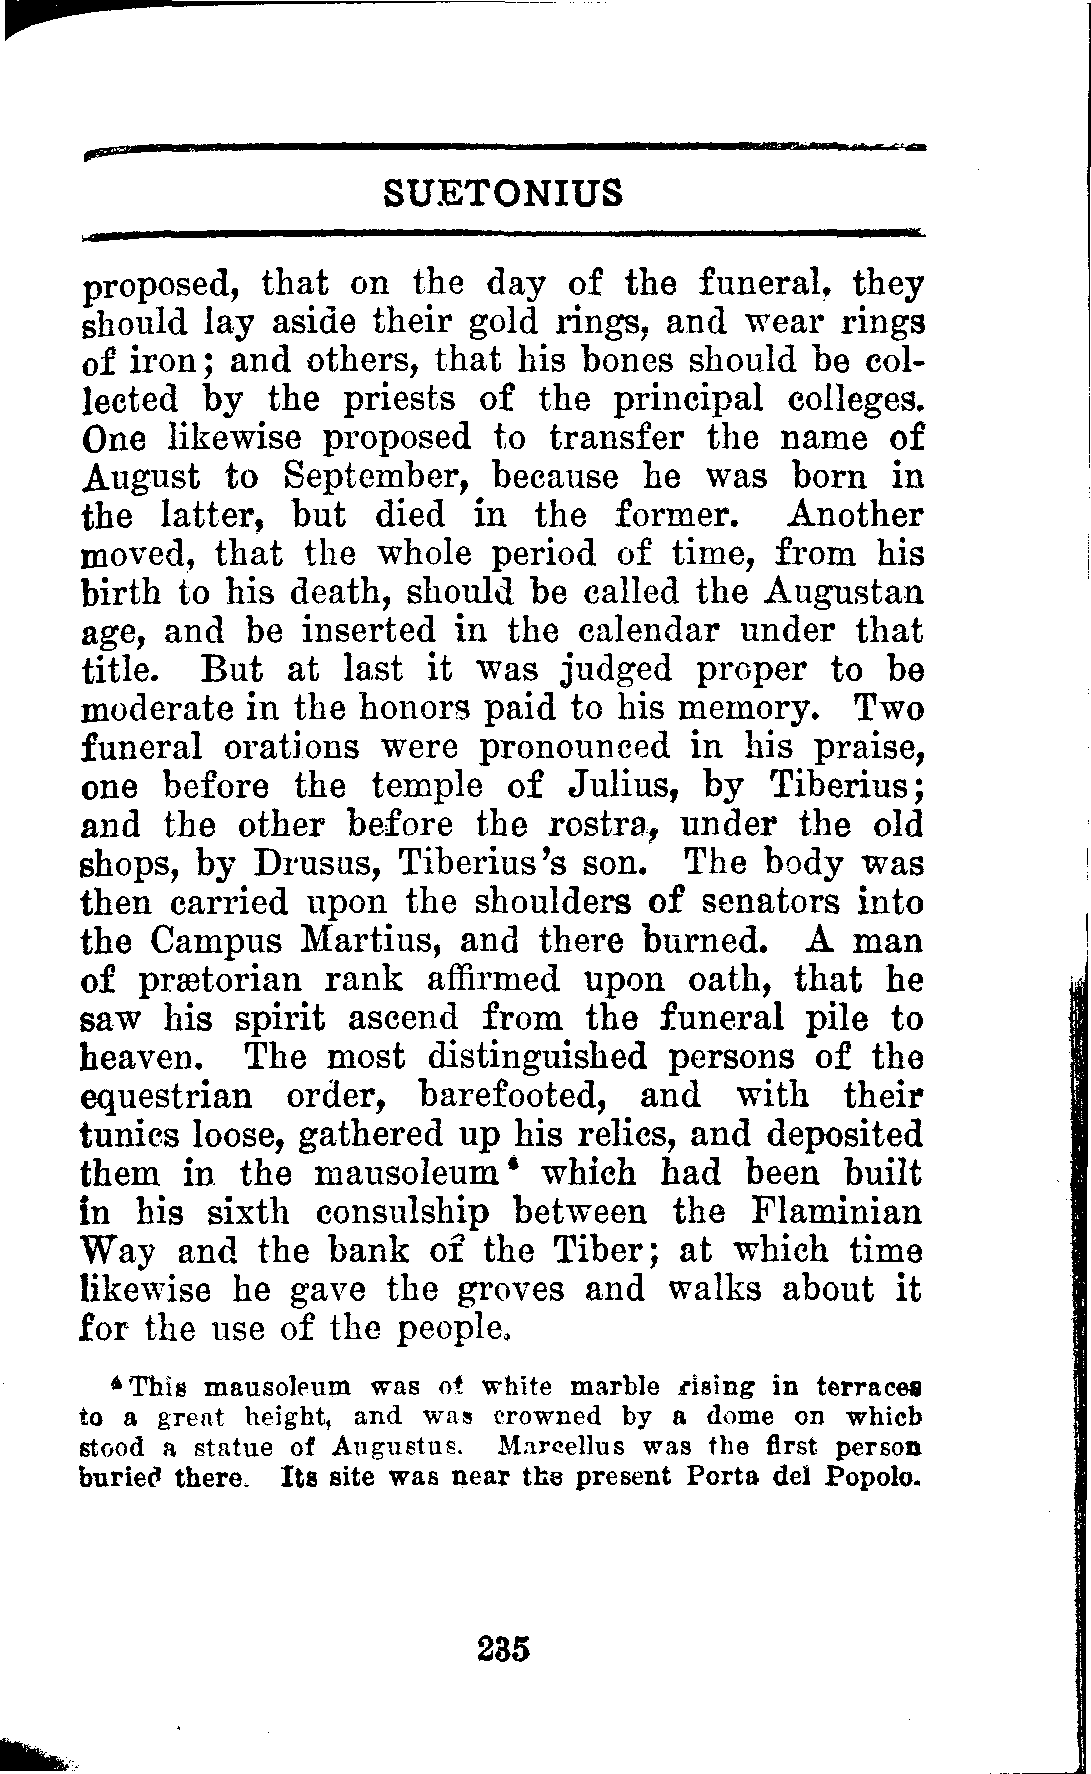 SUETONIUS
proposed, that on the day of the funeral, they
should lay aside their gold rings, and wear rings
of iron; and others, that his bones should be col-
lected by the priests of the principal colleges.
One likewise proposed to transfer the name of
August to September, because he was born in
the latter, but died in the former. Another
moved, that the whole period of time, from his
birth to his death, should be called the Augustan
age, and be inserted in the calendar under that
title. But at last it was judged proper to be
moderate in the honors paid to his memory. Two
funeral orations were pronounced in his praise,
one before the temple of Julius, by Tiberius;
and the other before the rostra, under the old
shops, by Drusus, Tiberius's son. The body was
then carried upon the shoulders of senators into
the Campus Martius, and there burned. A man
of prætorian rank affirmed upon oath, that he
saw his spirit ascend from the funeral pile to
heaven. The most distinguished persons of the
equestrian order, barefooted, and with their
tunics loose, gathered up his relics, and deposited
them in the mausoleum⁴ which had been built
in his sixth consulship between the Flaminian
Way and the bank of the Tiber; at which time
likewise he gave the groves and walks about it
for the use of the people.
⁴ This mausoleum was of white marble rising in terraces
to a great height, and was crowned by a dome on which
stood a statue of Augustus. Marcellus was the first person
buried there. Its site was near the present Porta del Popolo.
235